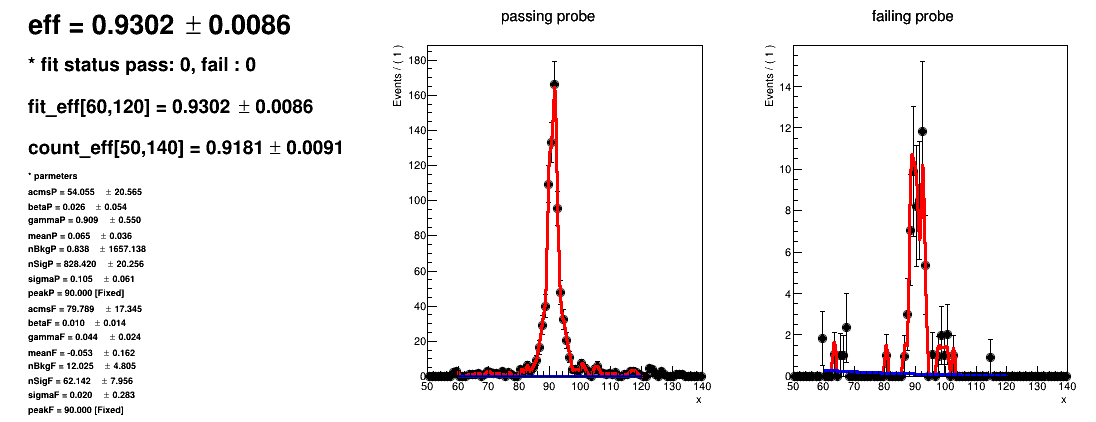 eff = 0.9302 ± 0.0086
* fit status pass: 0, fail : 0
fit_eff[60,120] = 0.9302 ± 0.0086
count_eff[50,140] = 0.9181 ± 0.0091
* parmeters
acmsP = 54.055 ± 20.565
betaP = 0.026 ± 0.054
gammaP = 0.909 ± 0.550
meanP = 0.065 ± 0.036
nBkgP = 0.838 ± 1657.138
nSigP = 828.420 ± 20.256
sigmaP = 0.105 ± 0.061
peakP = 90.000 [Fixed]
acmsF = 79.789 ± 17.345
betaF = 0.010 ± 0.014
gammaF = 0.044 ± 0.024
meanF = -0.053 ± 0.162
nBkgF = 12.025 ± 4.805
nSigF = 62.142 ± 7.956
sigmaF = 0.020 ± 0.283
peakF = 90.000 [Fixed]
passing probe
Events / ( 1 )
180
160
140
120
100
80
60
40
20
0
50 60 70 80 90 100 110 120 130 140
x
failing probe
Events / ( 1 )
14
12
10
8
6
4
2
0
50 60 70 80 90 100 110 120 130 140
x